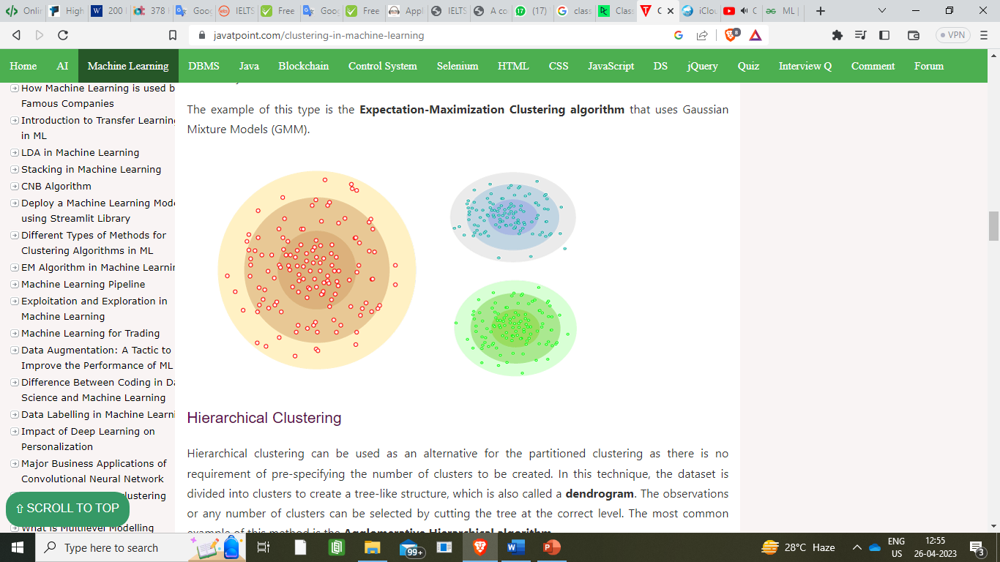 Onlin
High
200
378
Goog
IELTS
Free
Goog
Free
Appl
IELTS
A co
(17)
class
Class
C
iClou
C
ML |
javatpoint.com/clustering-in-machine-learning
8
VPN
Home AI Machine Learning DBMS Java Blockchain Control System Selenium HTML CSS JavaScript DS jQuery Quiz Interview Q Comment Forum
How Machine Learning is used b
Famous Companies
Introduction to Transfer Learning
in ML
LDA in Machine Learning
Stacking in Machine Learning
CNB Algorithm
Deploy a Machine Learning Mode
using Streamlit Library
Different Types of Methods for
Clustering Algorithms in ML
EM Algorithm in Machine Learnin
Machine Learning Pipeline
Exploitation and Exploration in
Machine Learning
Machine Learning for Trading
Data Augmentation: A Tactic to
Improve the Performance of ML
Difference Between Coding in Da
Science and Machine Learning
Data Labelling in Machine Learni
Impact of Deep Learning on
Personalization
Major Business Applications of
Convolutional Neural Network
lustering
What is Multilevel Modelling
⇧ SCROLL TO TOP
The example of this type is the Expectation-Maximization Clustering algorithm that uses Gaussian
Mixture Models (GMM).
Hierarchical Clustering
Hierarchical clustering can be used as an alternative for the partitioned clustering as there is no
requirement of pre-specifying the number of clusters to be created. In this technique, the dataset is
divided into clusters to create a tree-like structure, which is also called a dendrogram. The observations
or any number of clusters can be selected by cutting the tree at the correct level. The most common
example of this method is the Agglomerative Hierarchical algorithm.
Type here to search
99+
28°C Haze
ENG
US
12:55
26-04-2023
3